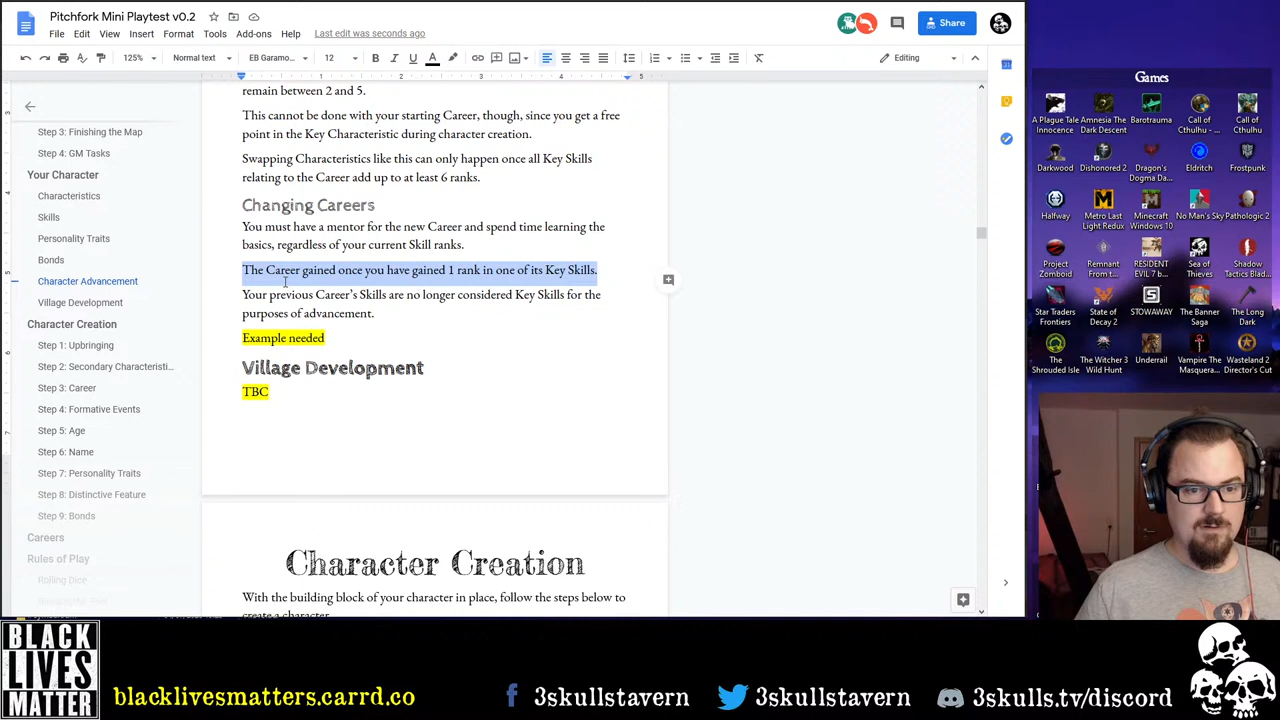 Pitchfork Mini Playtest v0.2
File Edit View Insert Format Tools Add-ons Help Last edit was seconds ago
Share
125% Normal text EB Garamo... 12 B I U A Editing
1 2 3 4 5
Step 3: Finishing the Map
Step 4: GM Tasks
Your Character
Characteristics
Skills
Personality Traits
Bonds
Character Advancement
Village Development
Character Creation
Step 1: Upbringing
Step 2: Secondary Characteristi...
Step 3: Career
Step 4: Formative Events
Step 5: Age
Step 6: Name
Step 7: Personality Traits
Step 8: Distinctive Feature
Step 9: Bonds
Careers
Rules of Play
Rolling Dice
remain between 2 and 5.
This cannot be done with your starting Career, though, since you get a free
point in the Key Characteristic during character creation.
Swapping Characteristics like this can only happen once all Key Skills
relating to the Career add up to at least 6 ranks.
Changing Careers
You must have a mentor for the new Career and spend time learning the
basics, regardless of your current Skill ranks.
The Career gained once you have gained 1 rank in one of its Key Skills.
Your previous Career's Skills are no longer considered Key Skills for the
purposes of advancement.
Example needed
Village Development
TBC
Character Creation
With the building block of your character in place, follow the steps below to
create a character.
Games
A Plague Tale Innocence
Amnesia The Dark Descent
Barotrauma
Call of Cthulhu - ...
Call of Cthulhu
Darkwood
Dishonored 2
Dragon's Dogma Da...
Eldritch
Frostpunk
Halfway
Metro Last Light Redux
Minecraft Windows 10
No Man's Sky
Pathologic 2
Project Zomboid
Remnant From t...
RESIDENT EVIL 7 b...
Sea of Thieves
Shadow Tactics Blad...
Star Traders Frontiers
State of Decay 2
STOWAWAY
The Banner Saga
The Long Dark
The Shrouded Isle
The Witcher 3 Wild Hunt
Underrail
Vampire The Masquera...
Wasteland 2 Director's Cut
BLACK
LIVES
MATTER
blacklivesmatters.carrd.co
3skullstavern
3skullstavern
3skulls.tv/discord